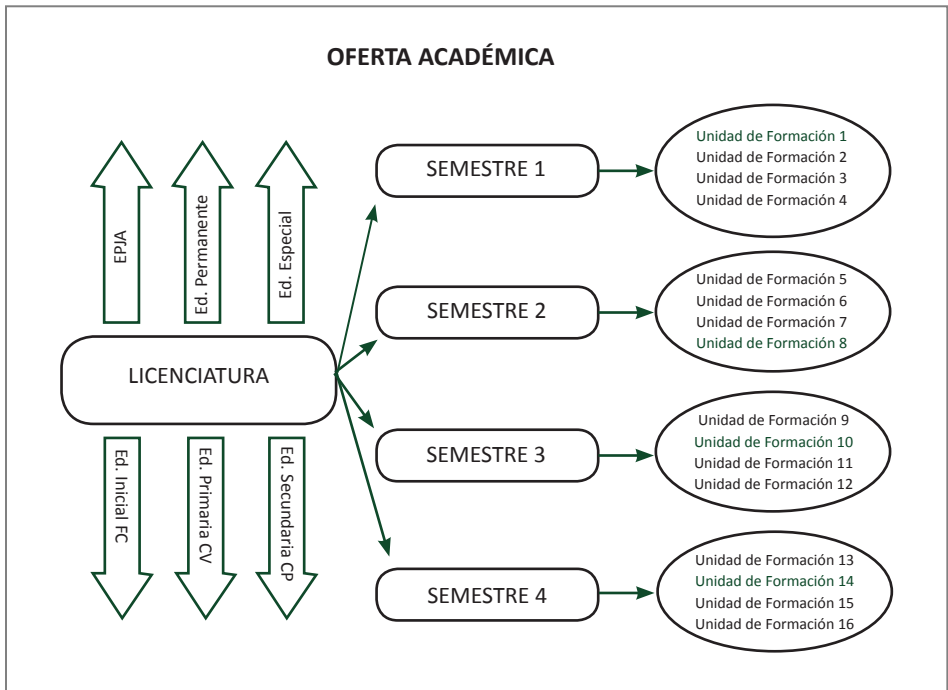 OFERTA ACADÉMICA
EPJA
Ed. Permanente
Ed. Especial
LICENCIATURA
Ed. Inicial FC
Ed. Primaria CV
Ed. Secundaria CP
SEMESTRE 1
Unidad de Formación 1
Unidad de Formación 2
Unidad de Formación 3
Unidad de Formación 4
SEMESTRE 2
Unidad de Formación 5
Unidad de Formación 6
Unidad de Formación 7
Unidad de Formación 8
SEMESTRE 3
Unidad de Formación 9
Unidad de Formación 10
Unidad de Formación 11
Unidad de Formación 12
SEMESTRE 4
Unidad de Formación 13
Unidad de Formación 14
Unidad de Formación 15
Unidad de Formación 16